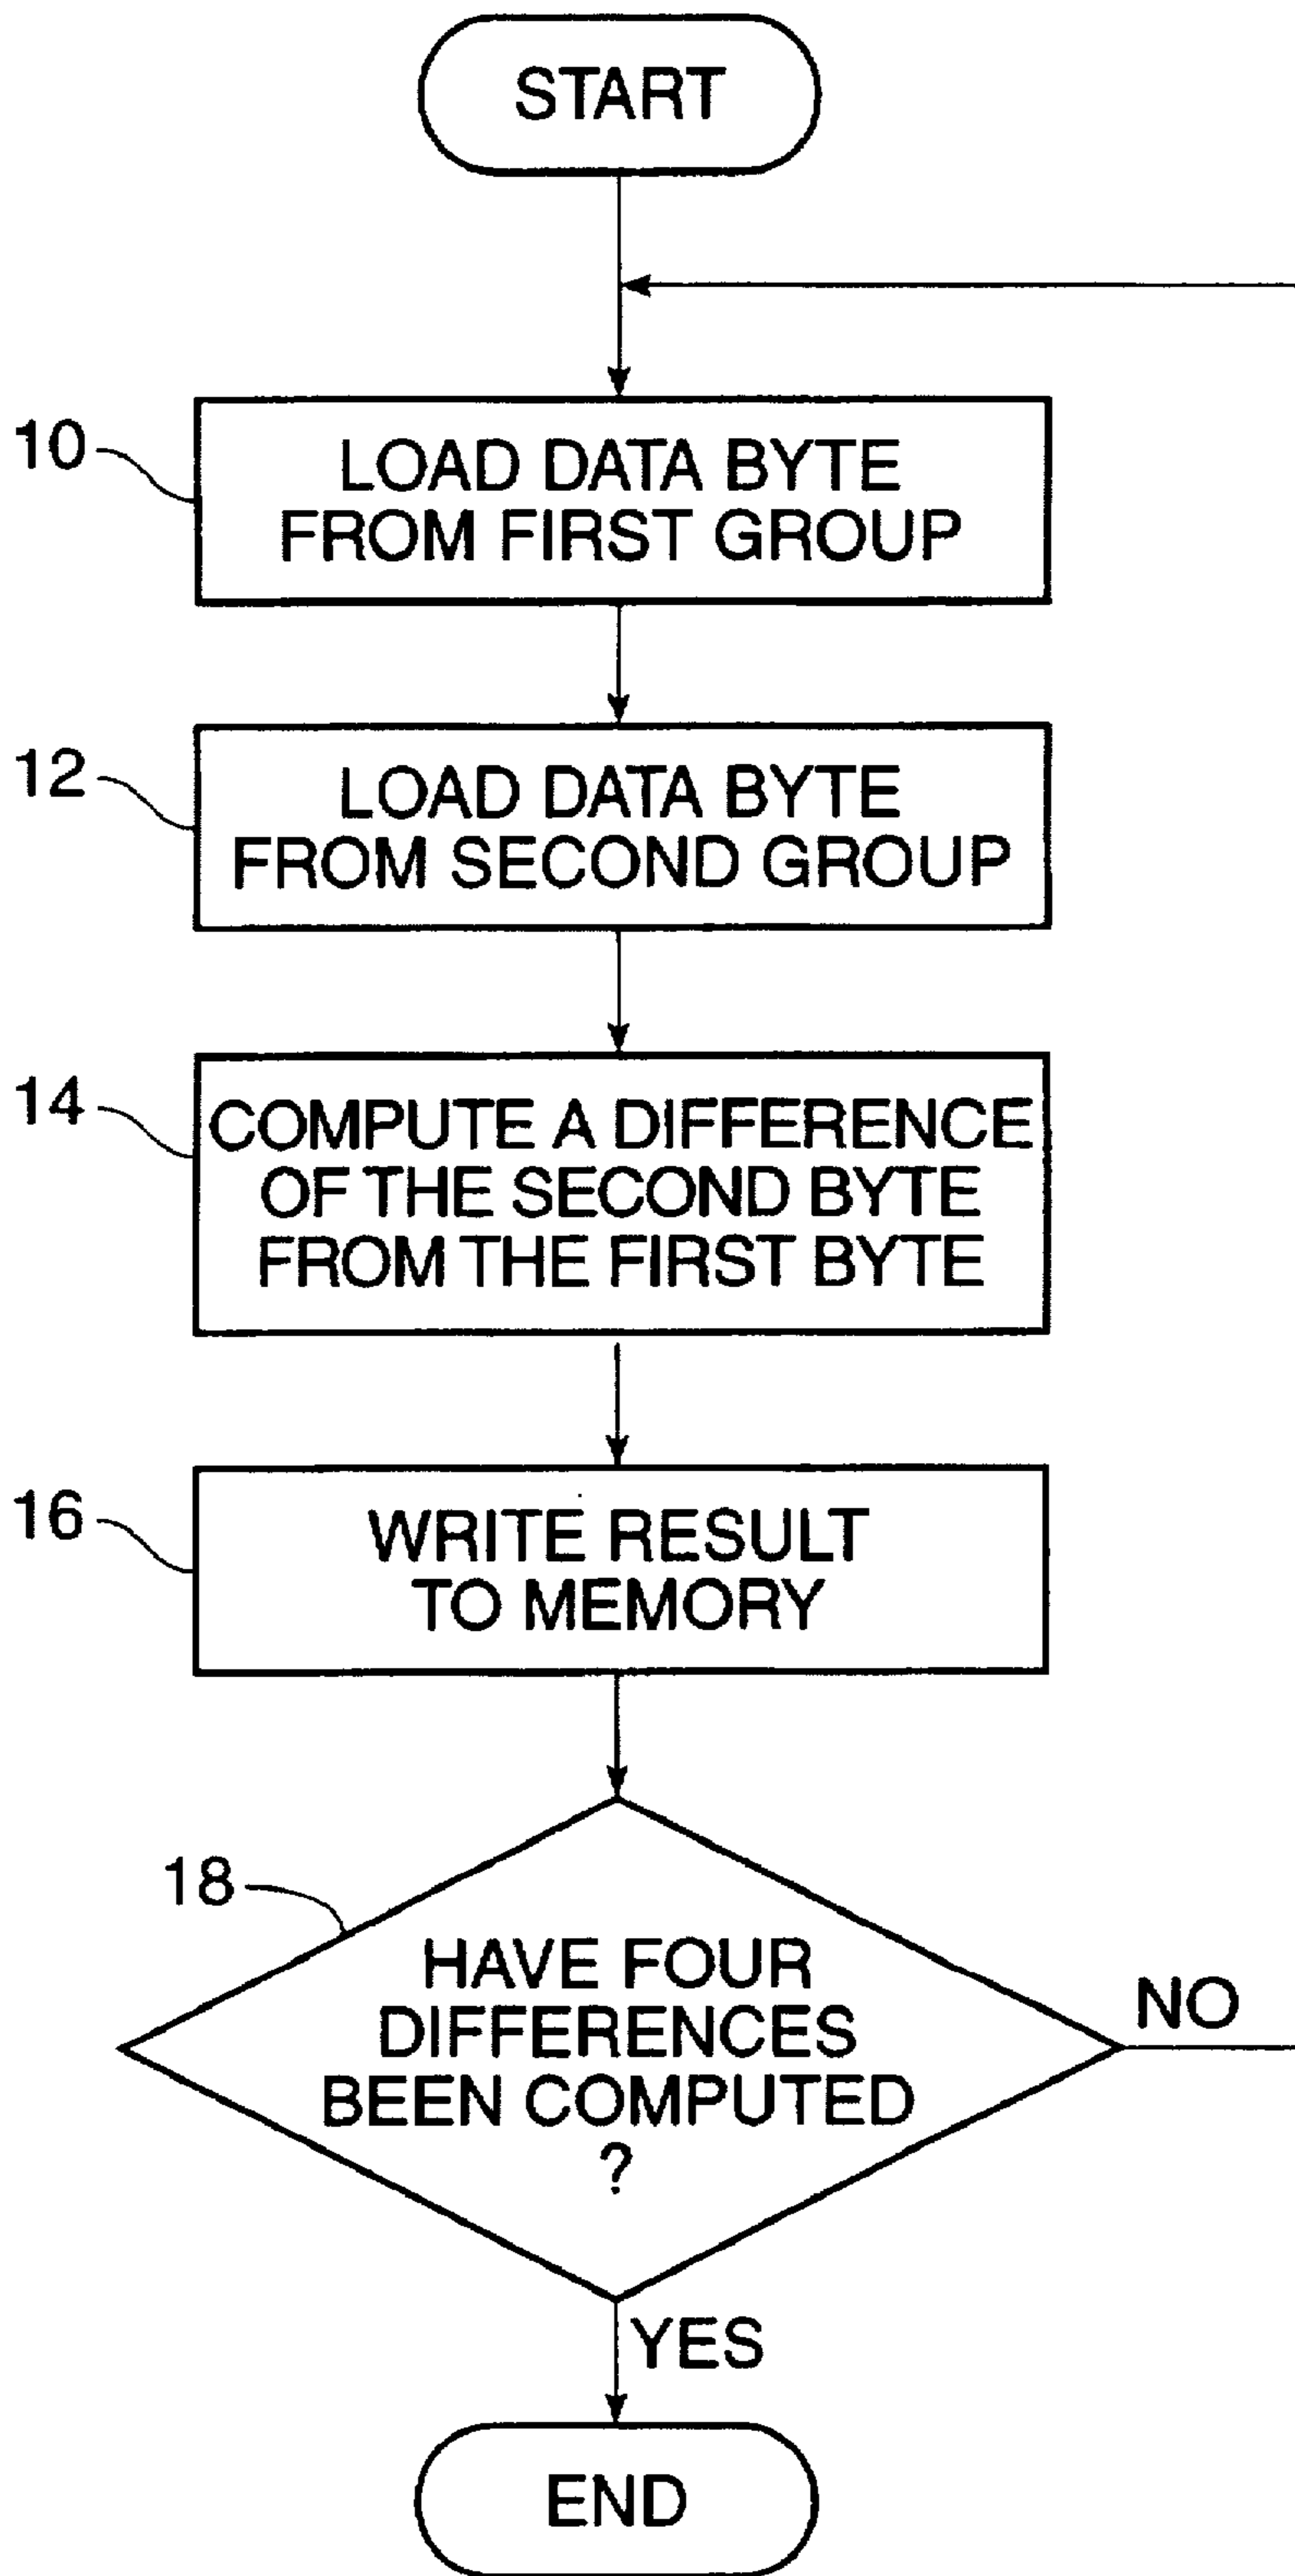 START
10
LOAD DATA BYTE
FROM FIRST GROUP
12
LOAD DATA BYTE
FROM SECOND GROUP
14
COMPUTE A DIFFERENCE
OF THE SECOND BYTE
FROM THE FIRST BYTE
16
WRITE RESULT
TO MEMORY
18
HAVE FOUR
DIFFERENCES
BEEN COMPUTED
?
NO
YES
END